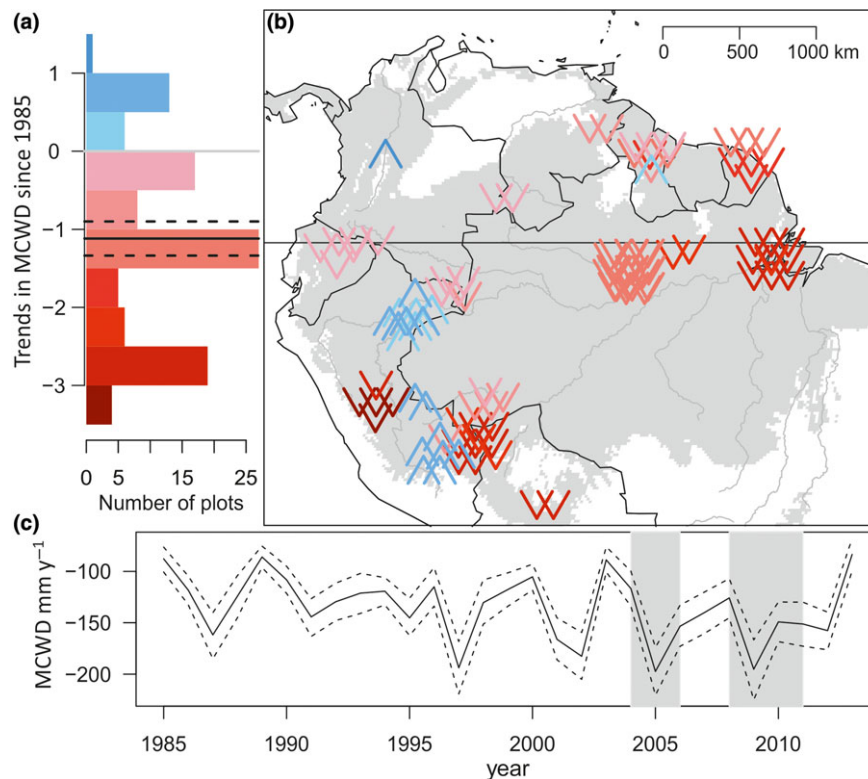 (a)
Trends in MCWD since 1985
1
0
−1
−2
−3
0 5 15 25
Number of plots
(b)
0 500 1000 km
(c)
MCWD mm y⁻¹
−100
−150
−200
1985 1990 1995 2000 2005 2010
year